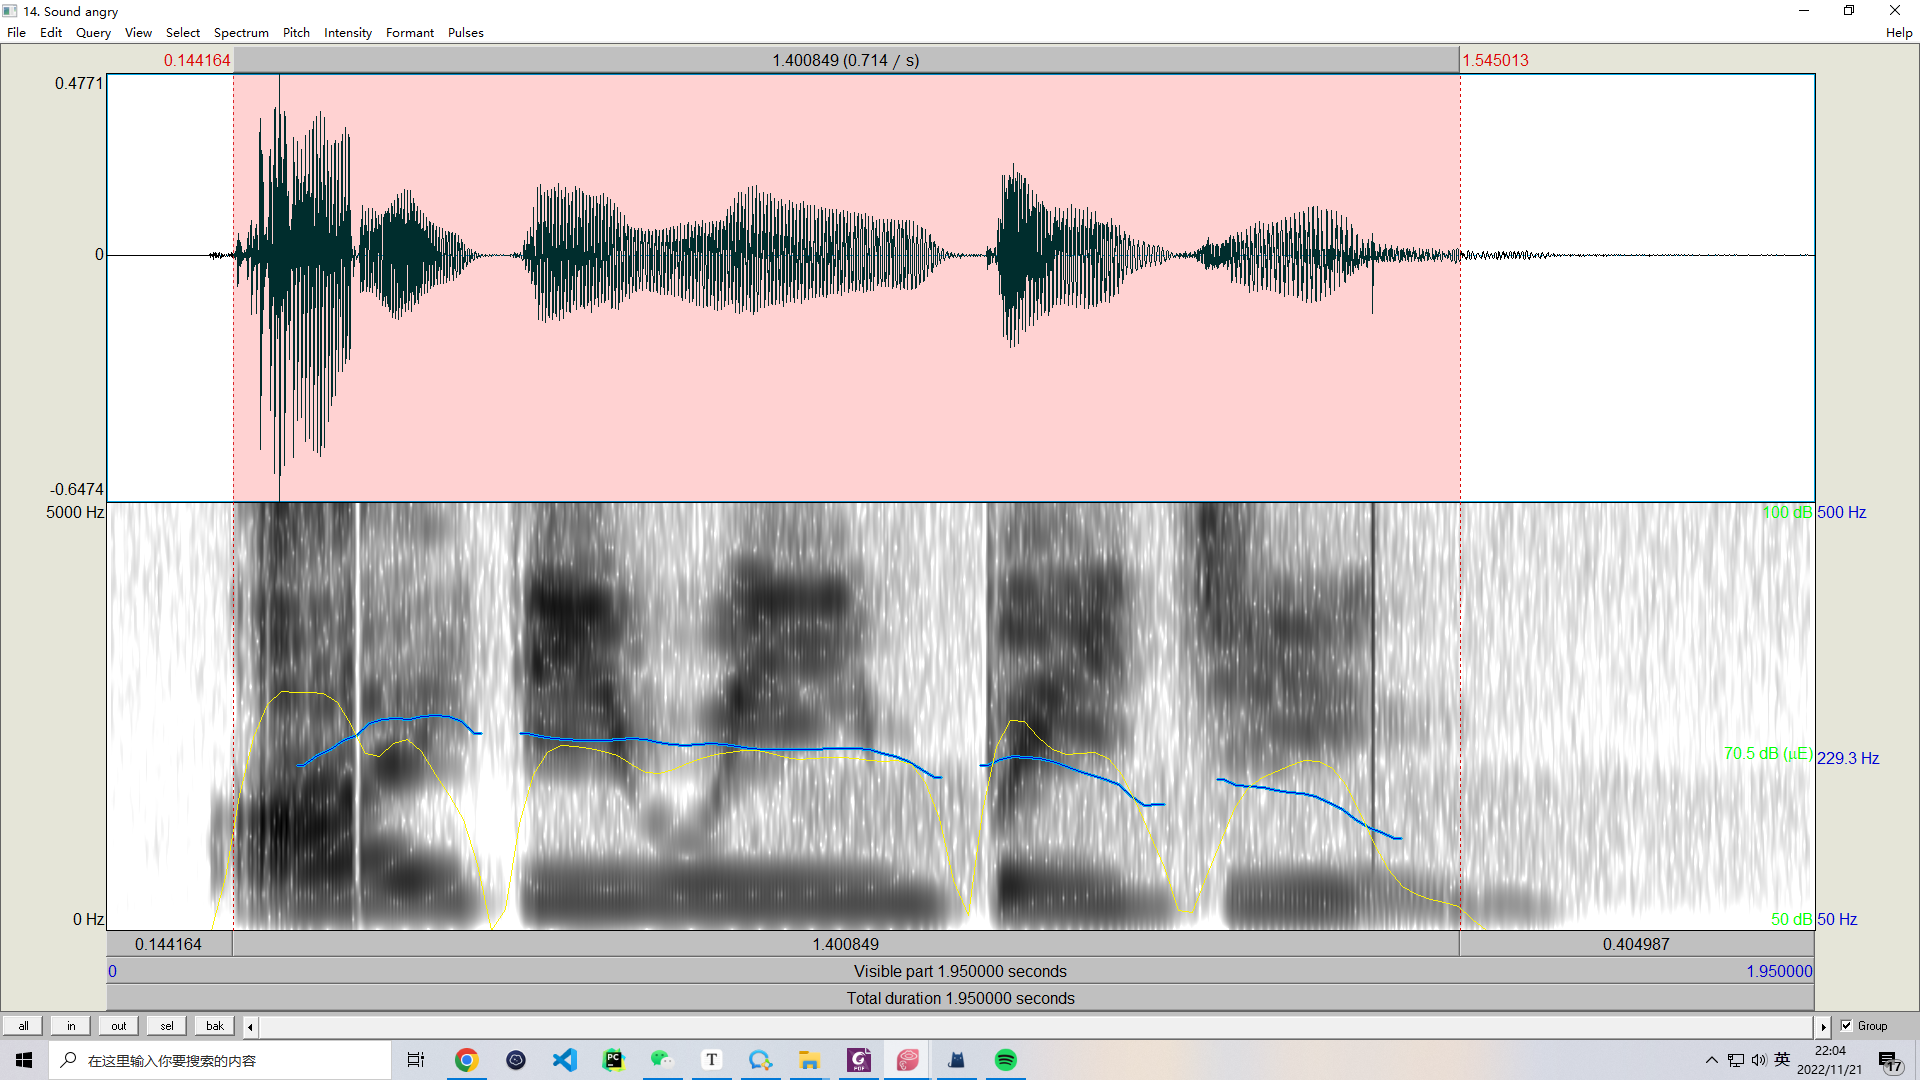 14. Sound angry
File Edit Query View Select Spectrum Pitch Intensity Formant Pulses Help
0.144164 1.400849 (0.714 / s) 1.545013
0.4771
0
-0.6474
5000 Hz 100 dB 500 Hz
70.5 dB (µE) 229.3 Hz
0 Hz 50 dB 50 Hz
0.144164 1.400849 0.404987
0 Visible part 1.950000 seconds 1.950000
Total duration 1.950000 seconds
all in out sel bak Group
在这里输入你要搜索的内容 PC T PDF 英 22:04
2022/11/21 17